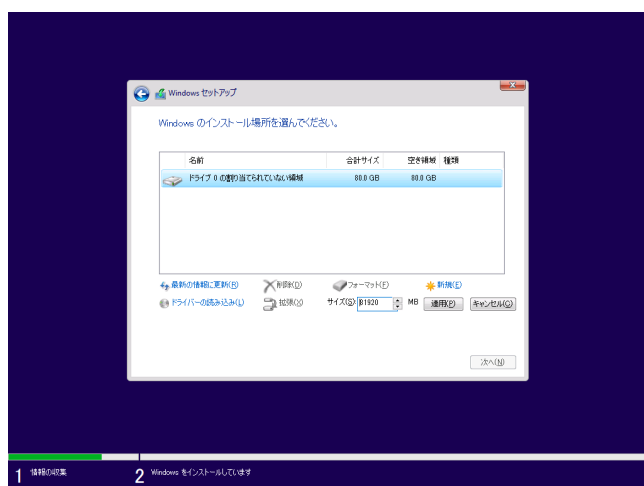 Windows セットアップ
Windows のインストール場所を選んでください。
名前 合計サイズ 空き領域 種類
ドライブ 0 の割り当てられていない領域 80.0 GB 80.0 GB
最新の情報に更新(R) 削除(D) フォーマット(F) 新規(E)
ドライバーの読み込み(L) 拡張(X) サイズ(S) 81920 MB 適用(P) キャンセル(C)
次へ(N)
1 情報の収集 2 Windows をインストールしています